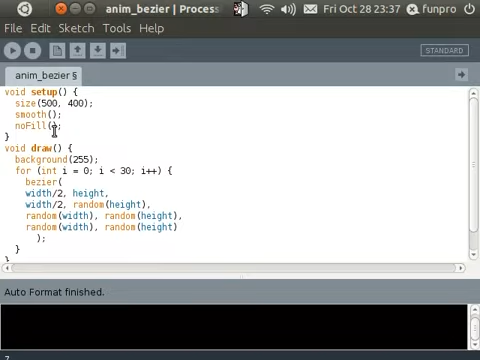 anim_bezier | Process
Fri Oct 28 23:37
funpro
File Edit Sketch Tools Help
STANDARD
anim_bezier §
void setup() {
size(500, 400);
smooth();
noFill();
}
void draw() {
background(255);
for (int i = 0; i < 30; i++) {
bezier(
width/2, height,
width/2, random(height),
random(width), random(height),
random(width), random(height)
);
}
}
Auto Format finished.
7